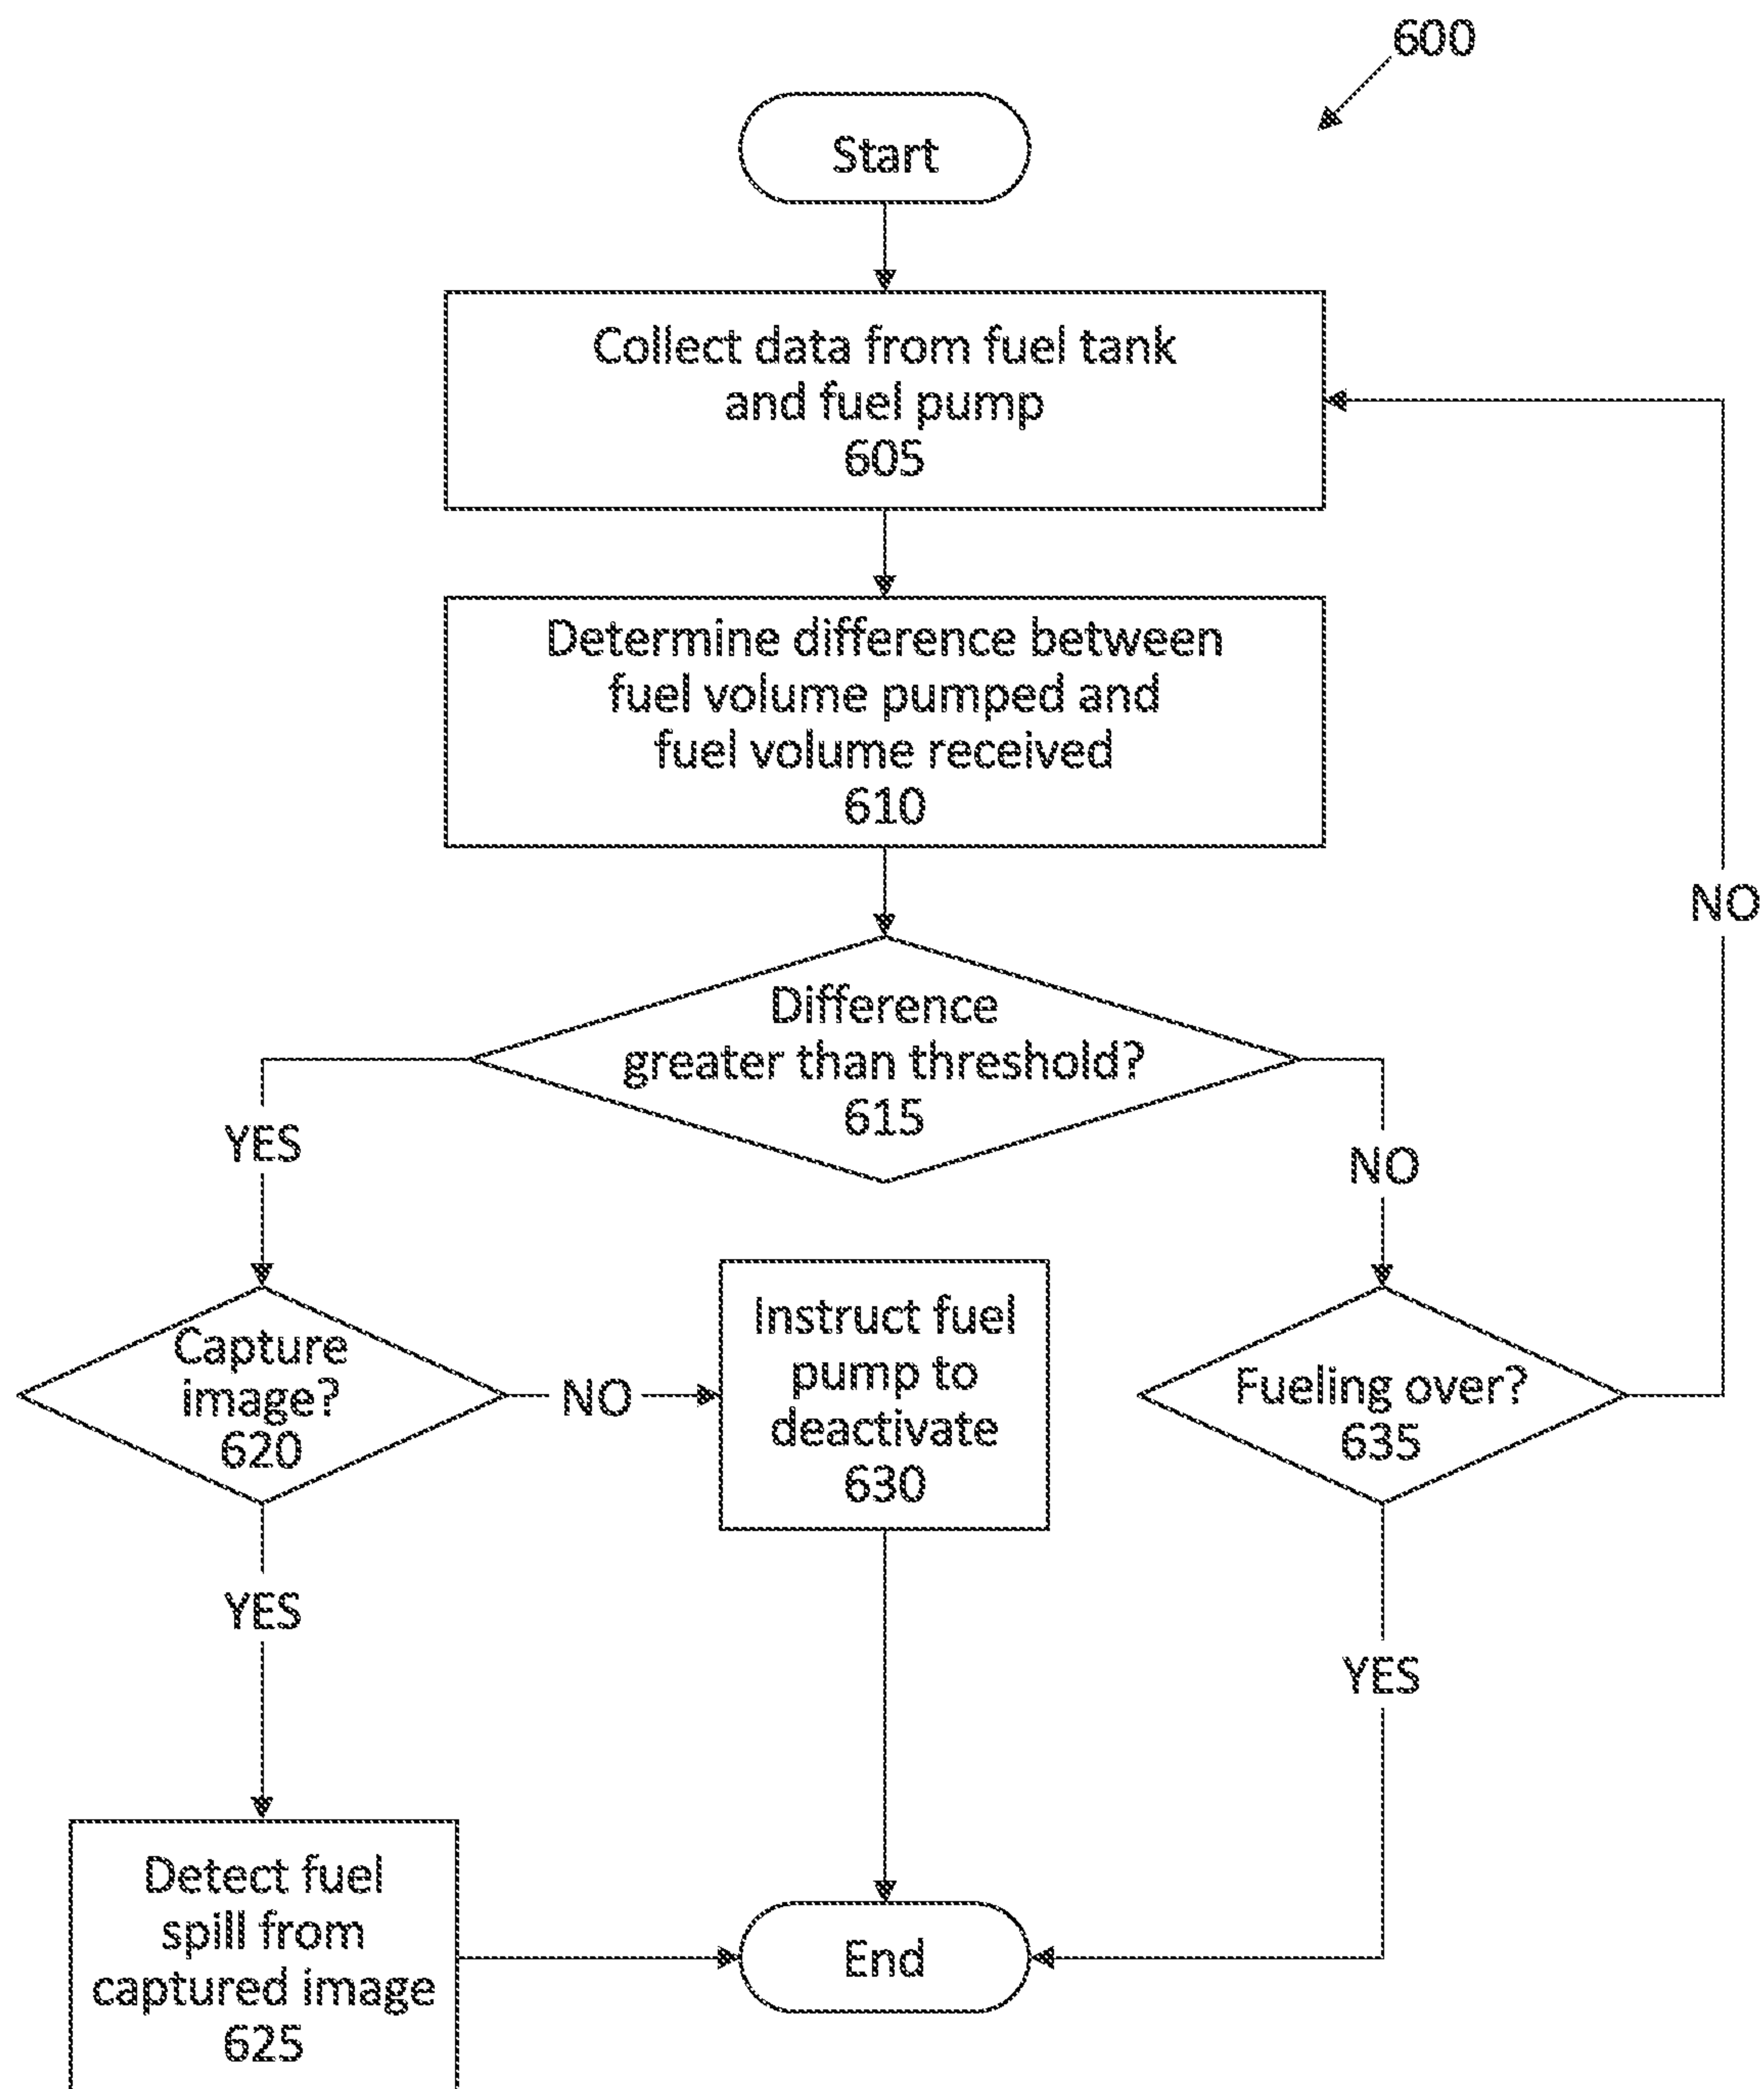 600
Start
Collect data from fuel tank
and fuel pump
605
Determine difference between
fuel volume pumped and
fuel volume received
610
Difference
greater than threshold?
615
YES
NO
NO
Capture
image?
620
NO
Instruct fuel
pump to
deactivate
630
Fueling over?
635
YES
YES
Detect fuel
spill from
captured image
625
End